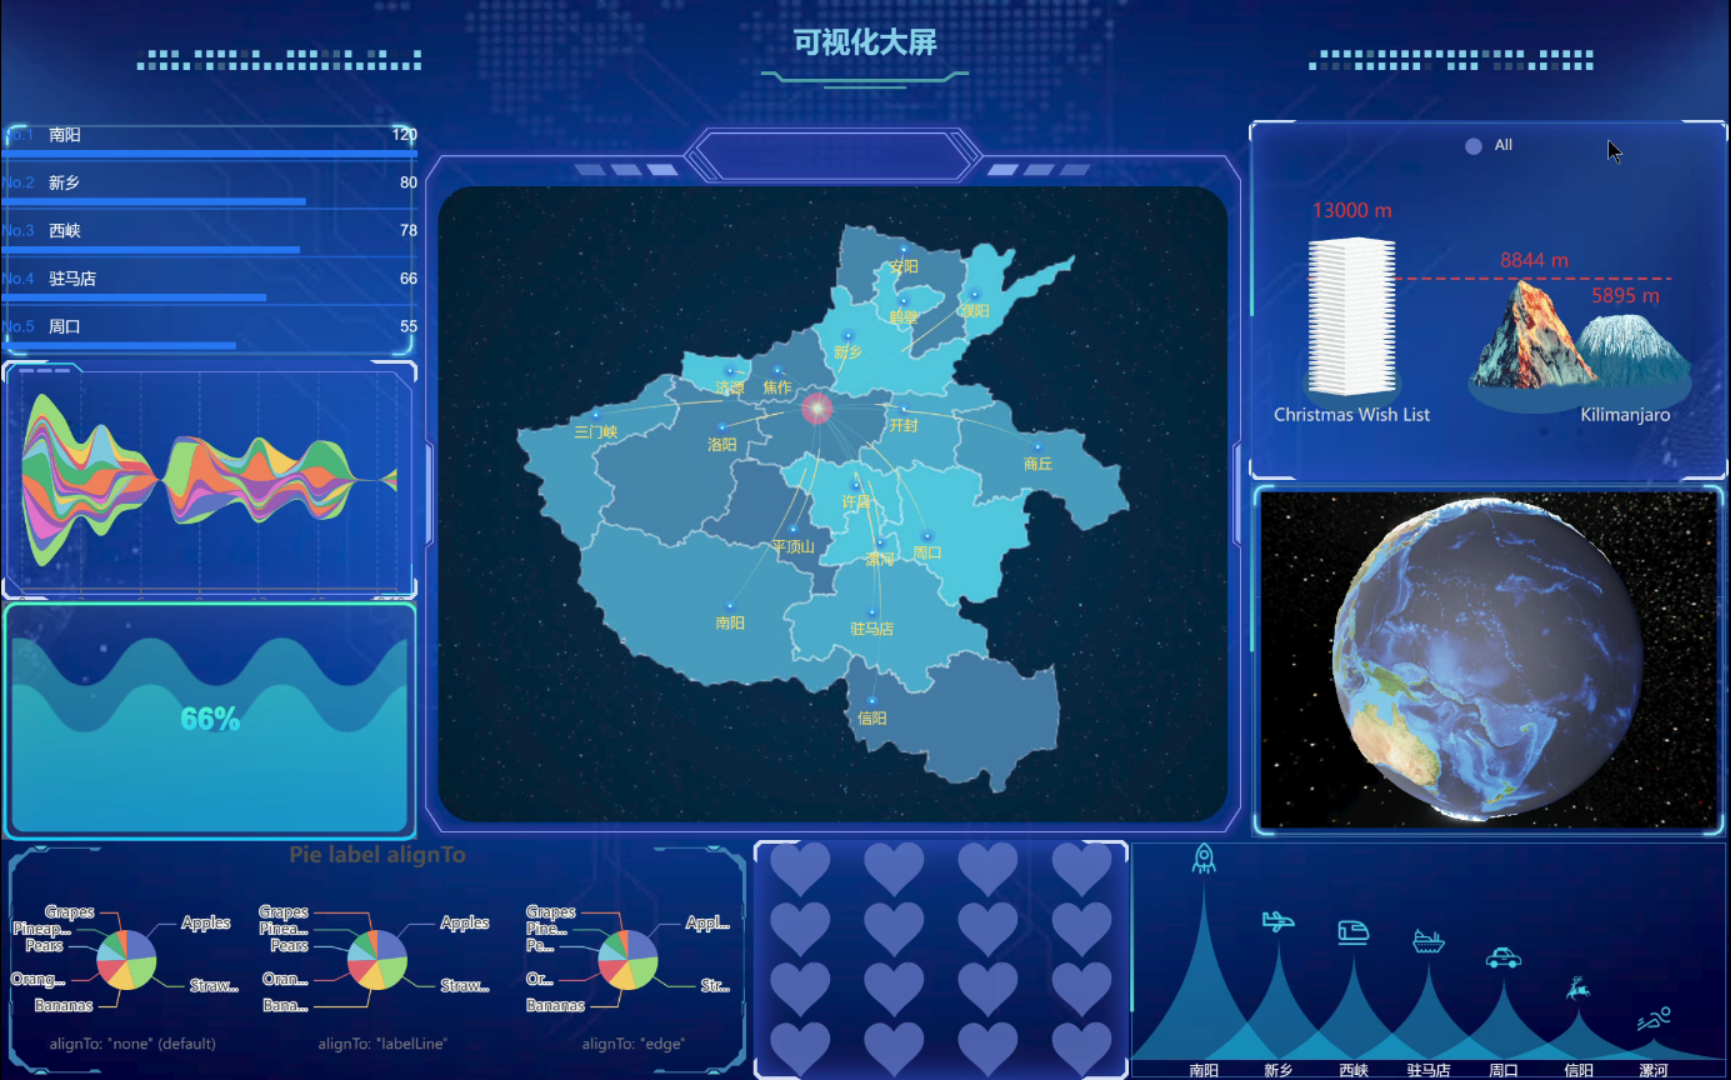 可视化大屏
No.1 南阳 120
No.2 新乡 80
No.3 西峡 78
No.4 驻马店 66
No.5 周口 55
66%
安阳
鹤壁
濮阳
新乡
济源
焦作
三门峡
洛阳
开封
商丘
许昌
平顶山
漯河
周口
南阳
驻马店
信阳
All
13000 m
8844 m
5895 m
Christmas Wish List
Kilimanjaro
Pie label alignTo
Grapes
Pineap...
Pears
Orang...
Bananas
Apples
Straw...
alignTo: "none" (default)
Grapes
Pinea...
Pears
Oran...
Bana...
Apples
Straw...
alignTo: "labelLine"
Grapes
Pine...
Pe...
Or...
Bananas
Appl...
Str...
alignTo: "edge"
南阳 新乡 西峡 驻马店 周口 信阳 漯河